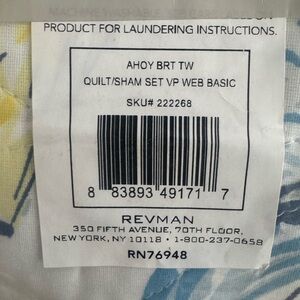 PRODUCT FOR LAUNDERING INSTRUCTIONS.
AHOY BRT TW
QUILT/SHAM SET VP WEB BASIC
SKU# 222268
8 83893 49171 7
REVMAN
350 FIFTH AVENUE, 70TH FLOOR,
NEW YORK, NY 10118 • 1-800-237-0658
RN76948